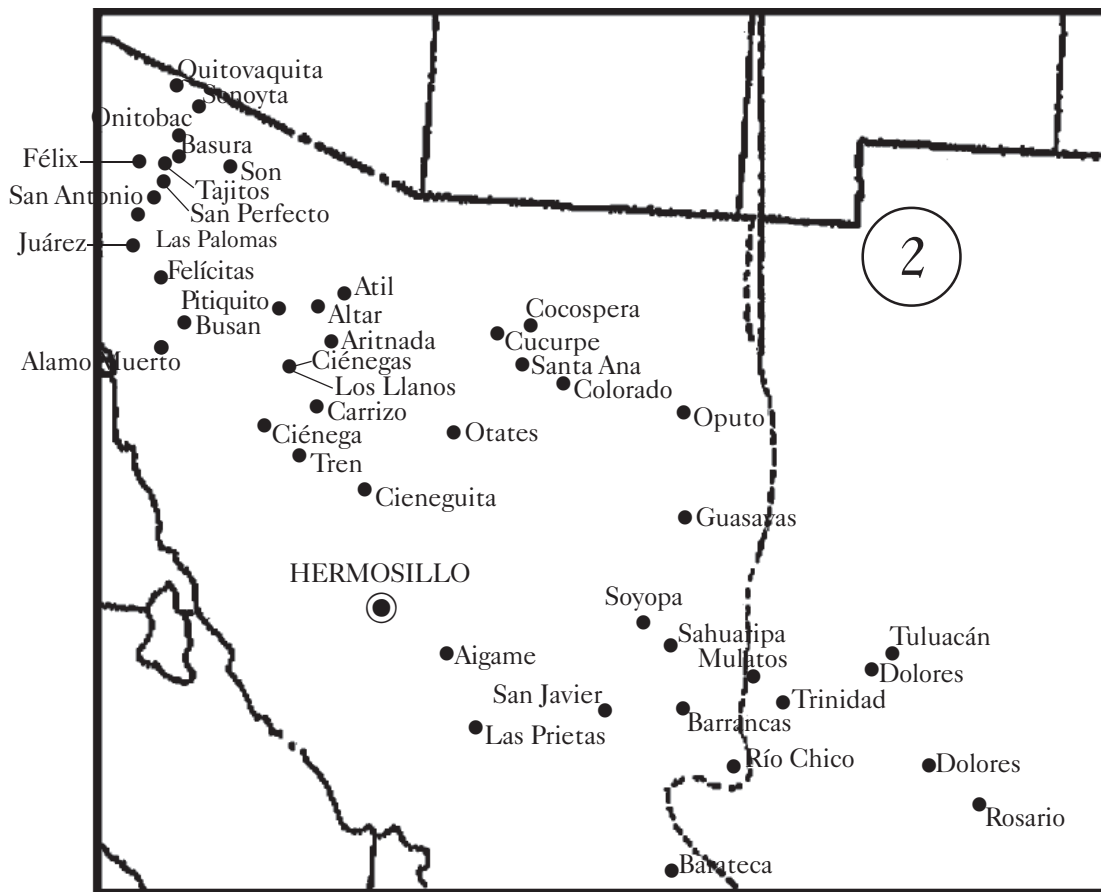 Quitovaquita
Sonoyta
Onitobac
Basura
Félix
Son
Tajitos
San Antonio
San Perfecto
Juárez
Las Palomas
2
Felícitas
Atil
Pitiquito
Altar
Busan
Cocospera
Aritnada
Cucurpe
Alamo Muerto
Ciénegas
Santa Ana
Los Llanos
Colorado
Carrizo
Oputo
Ciénega
Otates
Tren
Cieneguita
Guasavas
HERMOSILLO
Soyopa
Sahuaripa
Tuluacán
Aigame
Mulatos
Dolores
San Javier
Trinidad
Barrancas
Las Prietas
Río Chico
Dolores
Rosario
Barateca